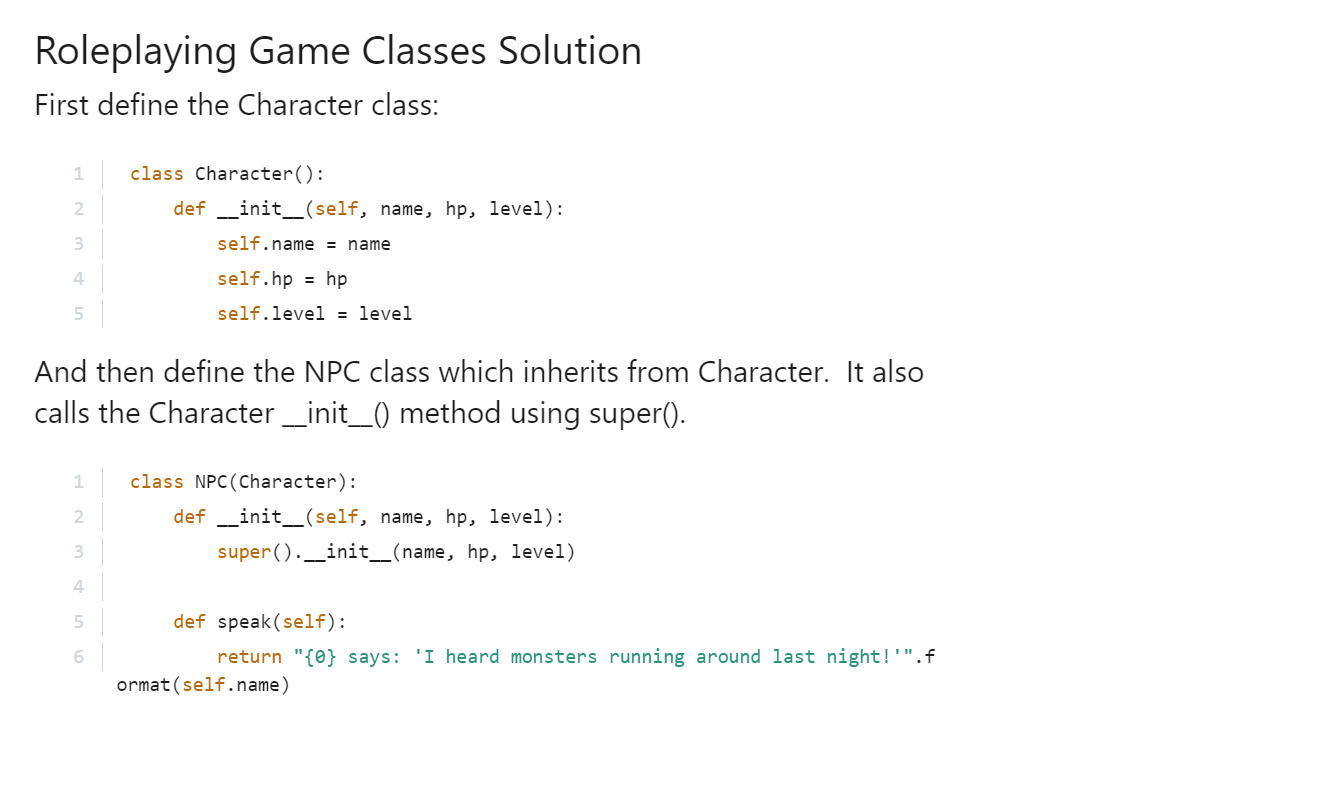 Roleplaying Game Classes Solution
First define the Character class:
1 class Character():
2     def __init__(self, name, hp, level):
3         self.name = name
4         self.hp = hp
5         self.level = level
And then define the NPC class which inherits from Character.  It also
calls the Character __init__() method using super().
1 class NPC(Character):
2     def __init__(self, name, hp, level):
3         super().__init__(name, hp, level)
4
5     def speak(self):
6         return "{0} says: 'I heard monsters running around last night!'".f
ormat(self.name)